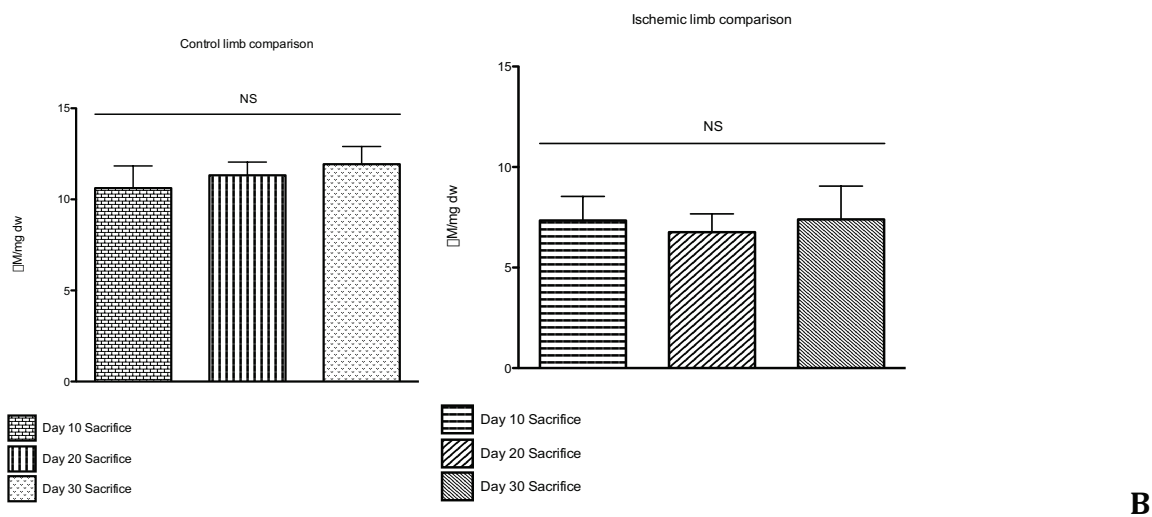 Control limb comparison
15
10
5
0
□M/mg dw
NS
Day 10 Sacrifice
Day 20 Sacrifice
Day 30 Sacrifice
Ischemic limb comparison
15
10
5
0
□M/mg dw
NS
Day 10 Sacrifice
Day 20 Sacrifice
Day 30 Sacrifice
B